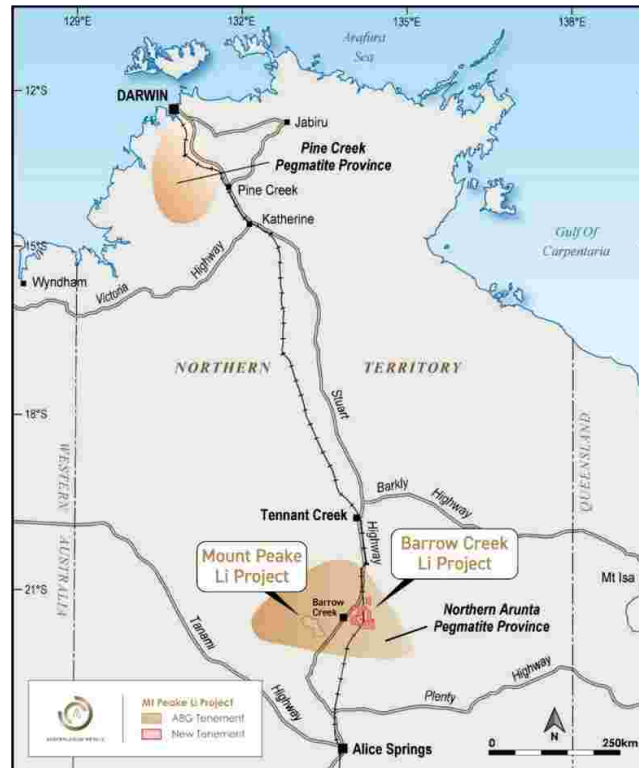 129°E
132°E
135°E
138°E
Arafura
Sea
12°S
DARWIN
Jabiru
Pine Creek
Pegmatite Province
Pine Creek
Katherine
Gulf Of
Carpentaria
15°S
Wyndham
Victoria
Highway
NORTHERN
TERRITORY
Stuart
18°S
WESTERN
AUSTRALIA
QUEENSLAND
Barkly
Highway
Tennant Creek
Highway
Mount Peake
Li Project
Barrow Creek
Li Project
Mt Isa
21°S
Barrow
Creek
Northern Arunta
Pegmatite Province
Tanami
Highway
Highway
Plenty
Mt Peake Li Project
ABG Tenement
New Tenement
N
0
250km
Alice Springs